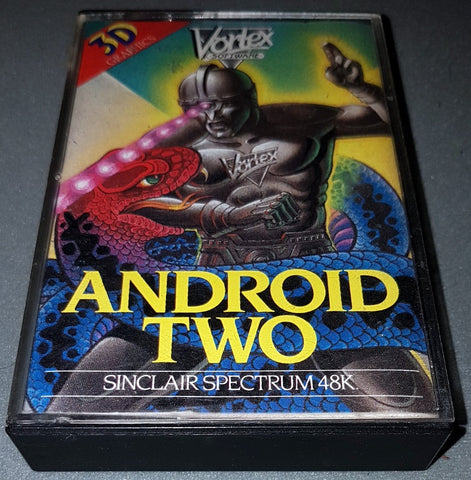 3D
GRAPHICS
Vortex
SOFTWARE
Vortex
ANDROID
TWO
SINCLAIR SPECTRUM 48K.